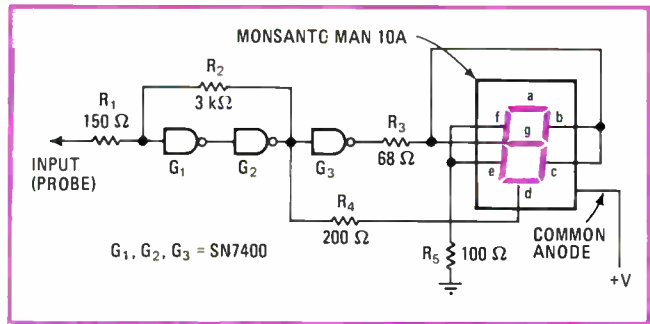 MONSANTO MAN 10A
R2
3 kΩ
R1
150 Ω
INPUT
(PROBE)
G1
G2
G3
R3
68 Ω
a
f
b
g
e
c
d
R4
200 Ω
R5
100 Ω
COMMON
ANODE
+V
G1, G2, G3 = SN7400